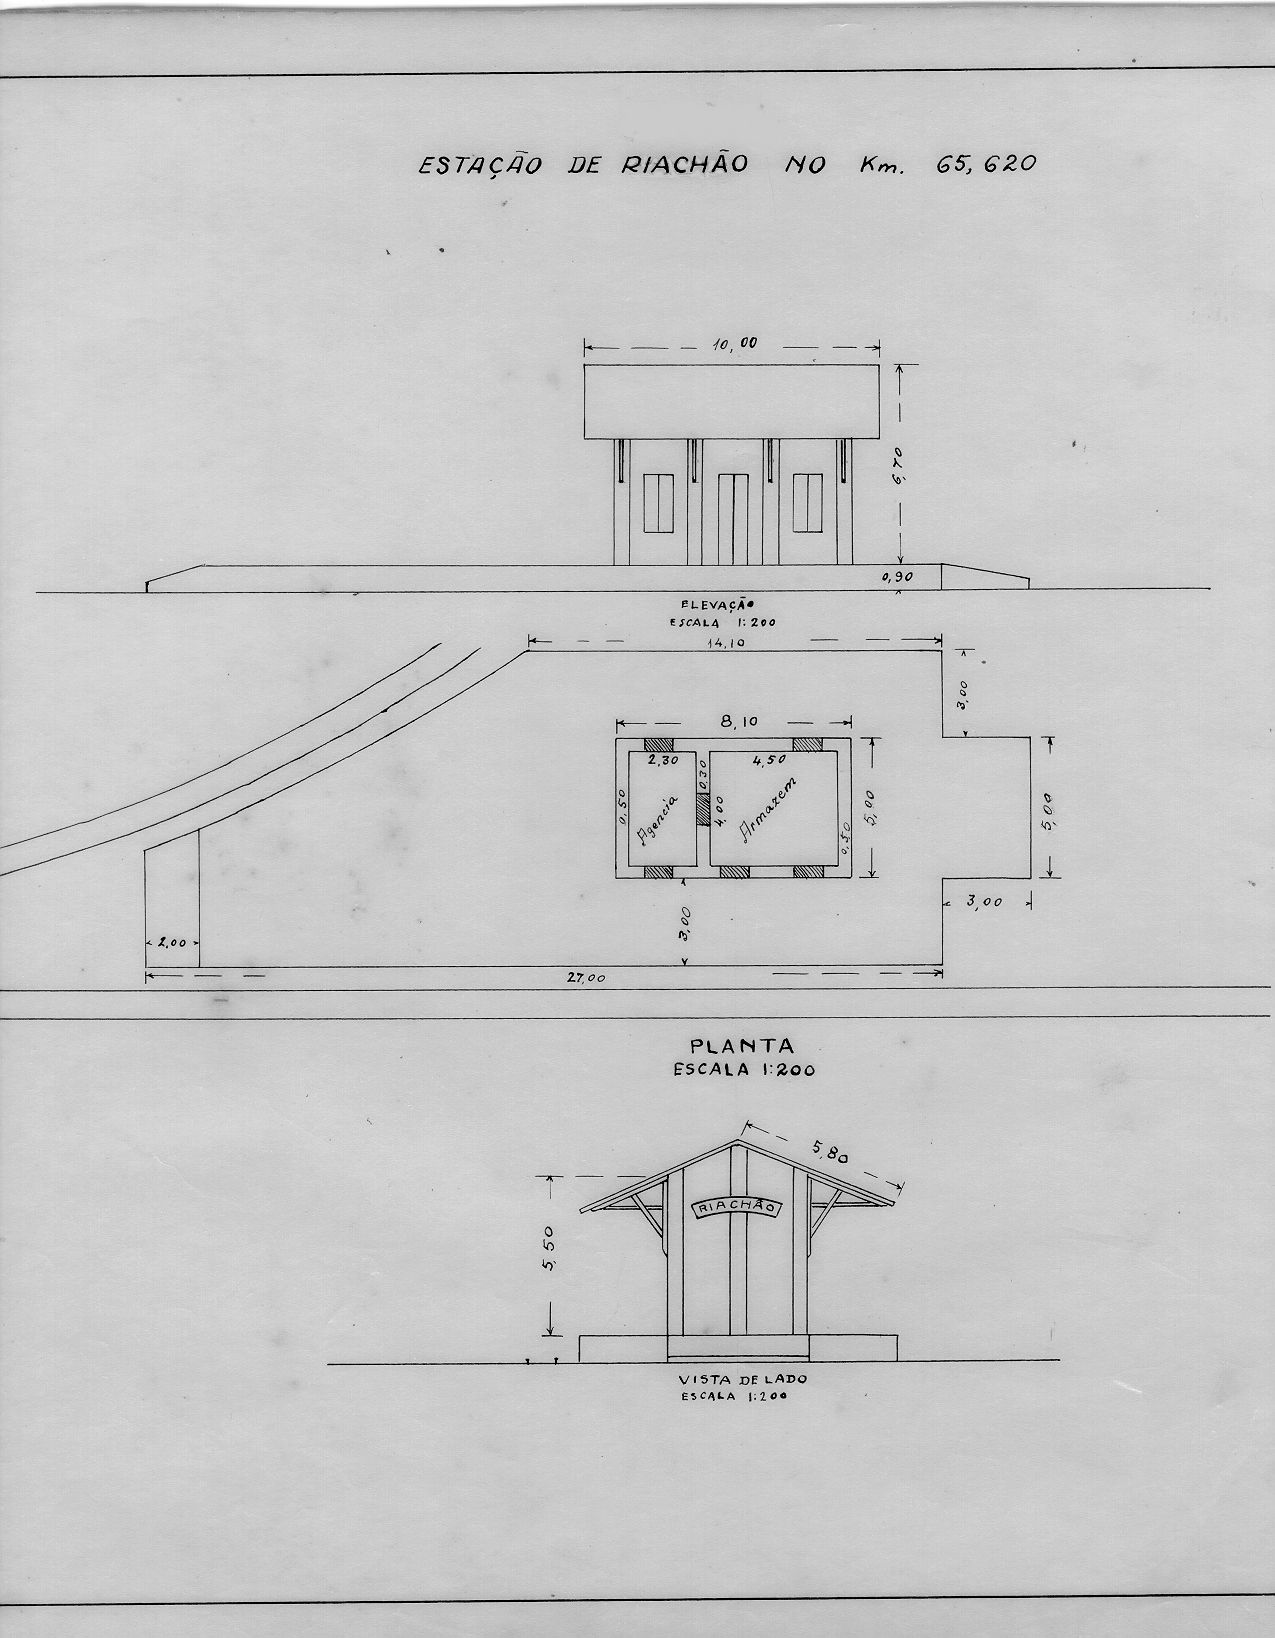 ESTAÇÃO DE RIACHÃO NO Km. 65,620
10,00
6,70
0,90
ELEVAÇÃO
ESCALA 1:200
14,10
3,00
8,10
2,30
4,50
0,30
0,50
Agencia
4,00
Armazem
0,50
5,00
5,00
3,00
3,00
2,00
27,00
PLANTA
ESCALA 1:200
5,80
RIACHÃO
5,50
VISTA DE LADO
ESCALA 1:200